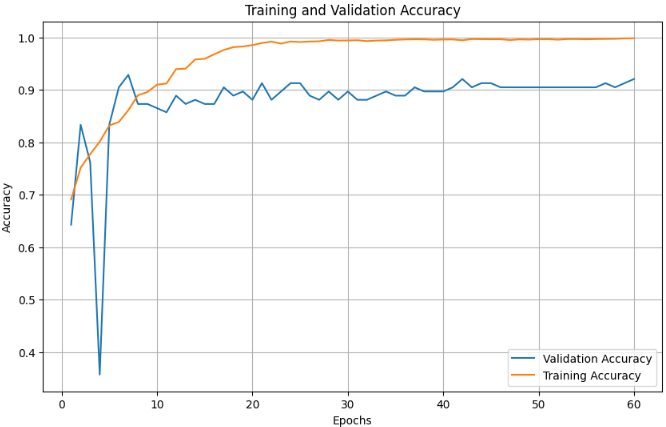 Training and Validation Accuracy
Accuracy
1.0
0.9
0.8
0.7
0.6
0.5
0.4
0
10
20
30
40
50
60
Epochs
Validation Accuracy
Training Accuracy